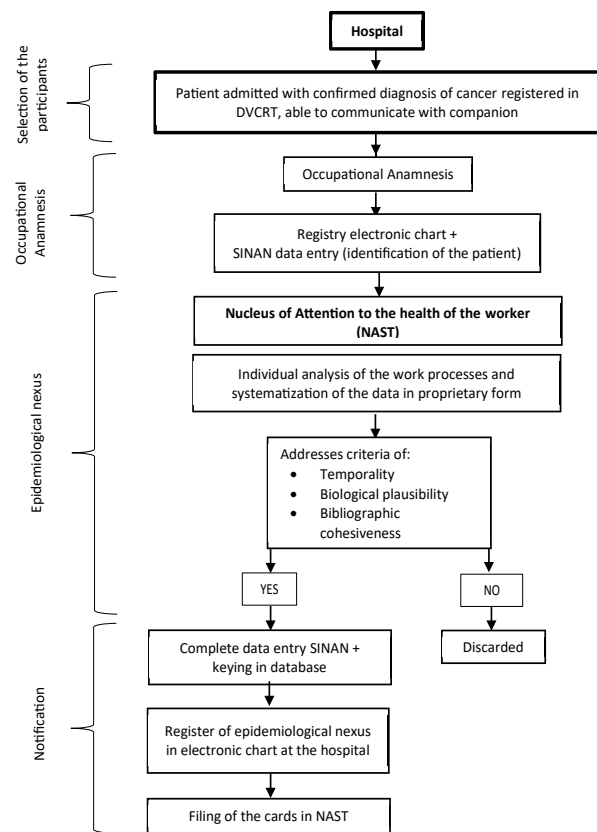 Hospital
Selection of the
participants
Patient admitted with confirmed diagnosis of cancer registered in
DVCRT, able to communicate with companion
Occupational
Anamnesis
Occupational Anamnesis
Registry electronic chart +
SINAN data entry (identification of the patient)
Epidemiological nexus
Nucleus of Attention to the health of the worker
(NAST)
Individual analysis of the work processes and
systematization of the data in proprietary form
Addresses criteria of:
• Temporality
• Biological plausibility
• Bibliographic
cohesiveness
YES
NO
Notification
Complete data entry SINAN +
keying in database
Discarded
Register of epidemiological nexus
in electronic chart at the hospital
Filing of the cards in NAST